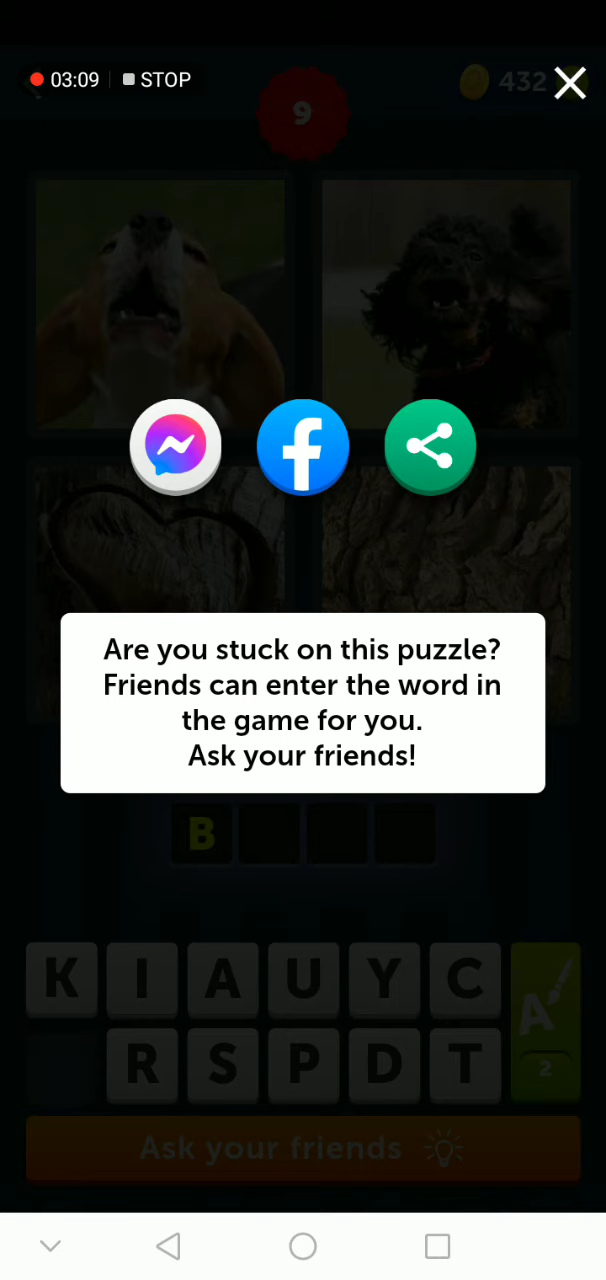 03:09 STOP
432
9
Are you stuck on this puzzle?
Friends can enter the word in
the game for you.
Ask your friends!
B
K I A U Y C
A
R S P D T
2
Ask your friends